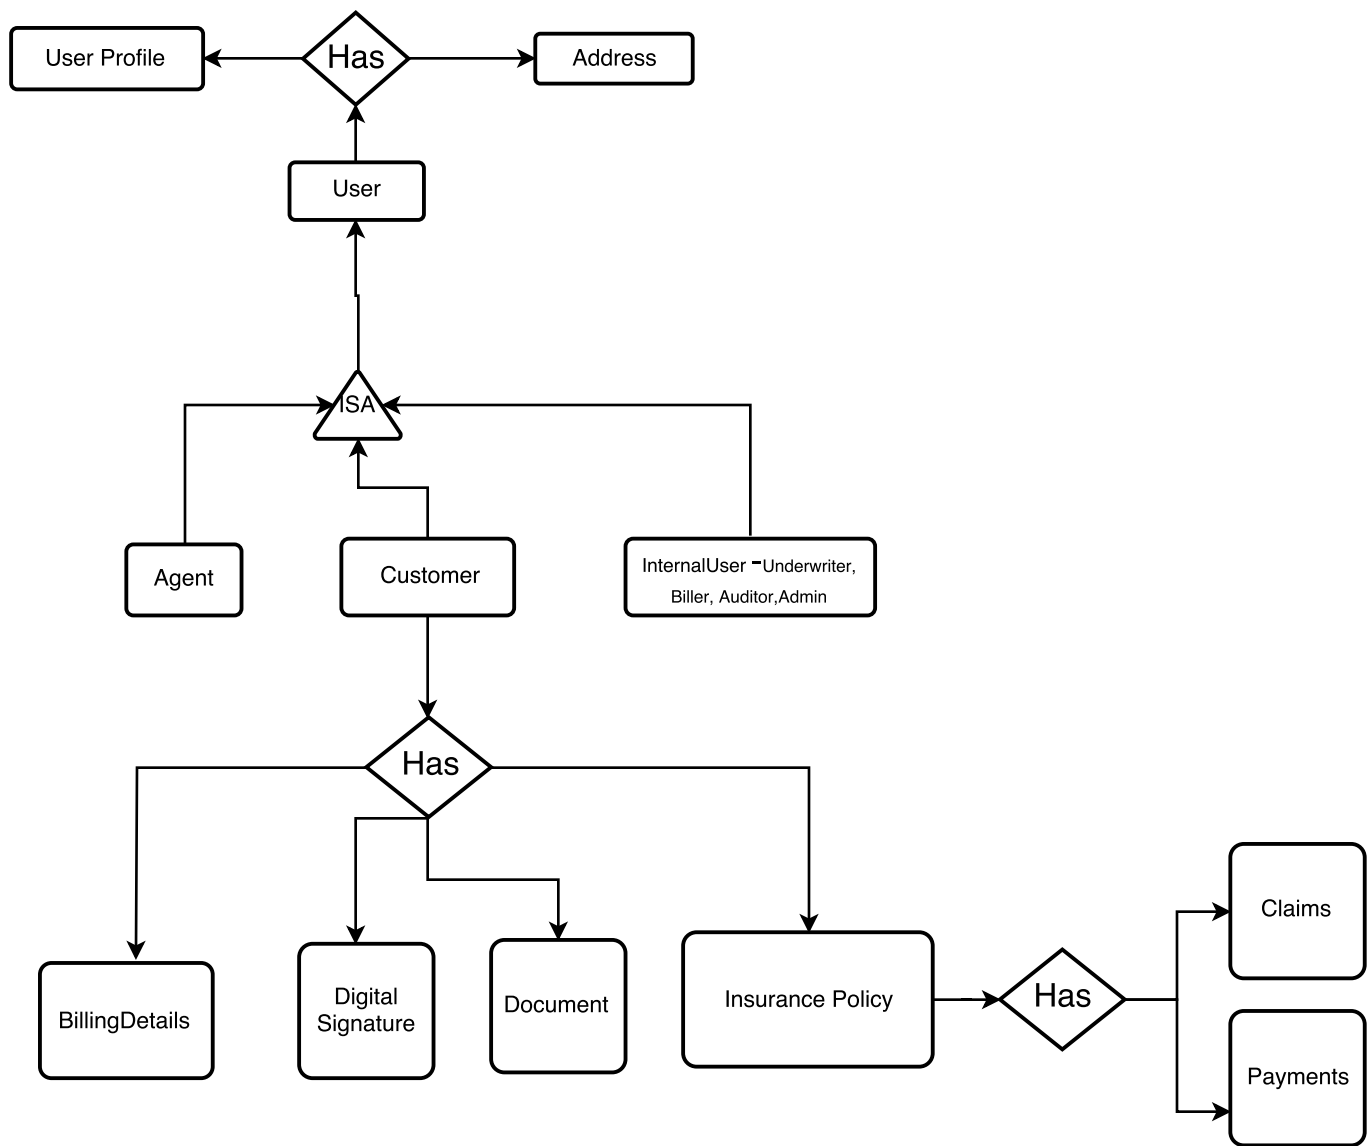 User Profile
Has
Address
User
ISA
Agent
Customer
InternalUser -Underwriter,
Biller, Auditor,Admin
Has
BillingDetails
Digital
Signature
Document
Insurance Policy
Has
Claims
Payments